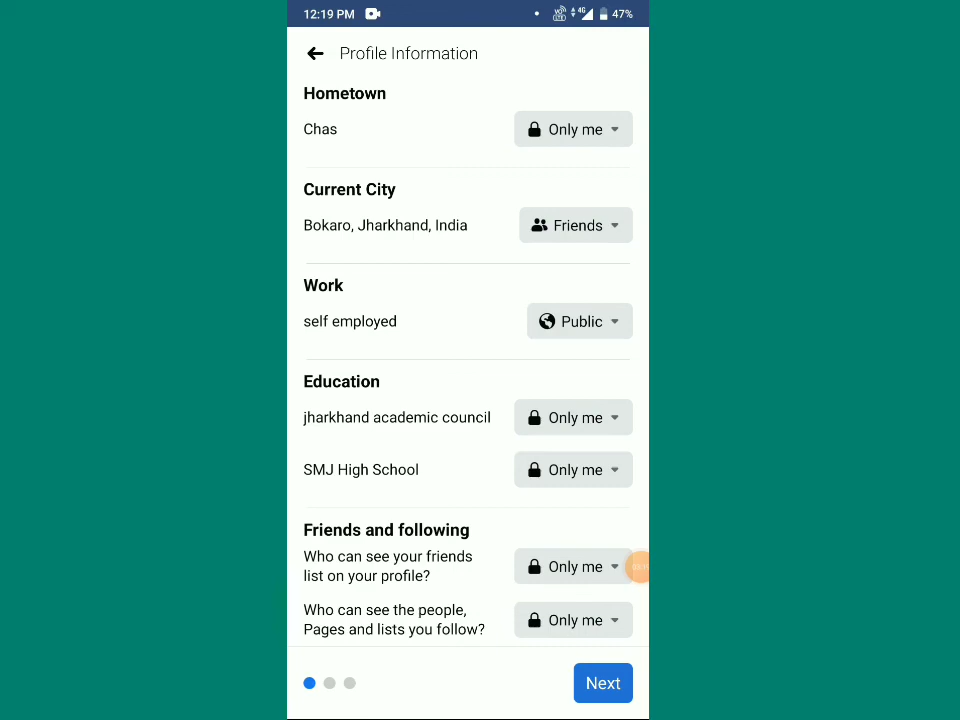 12:19 PM 4G 47%
Profile Information
Hometown
Chas Only me
Current City
Bokaro, Jharkhand, India Friends
Work
self employed Public
Education
jharkhand academic council Only me
SMJ High School Only me
Friends and following
Who can see your friends
list on your profile? Only me
Who can see the people,
Pages and lists you follow? Only me
Next